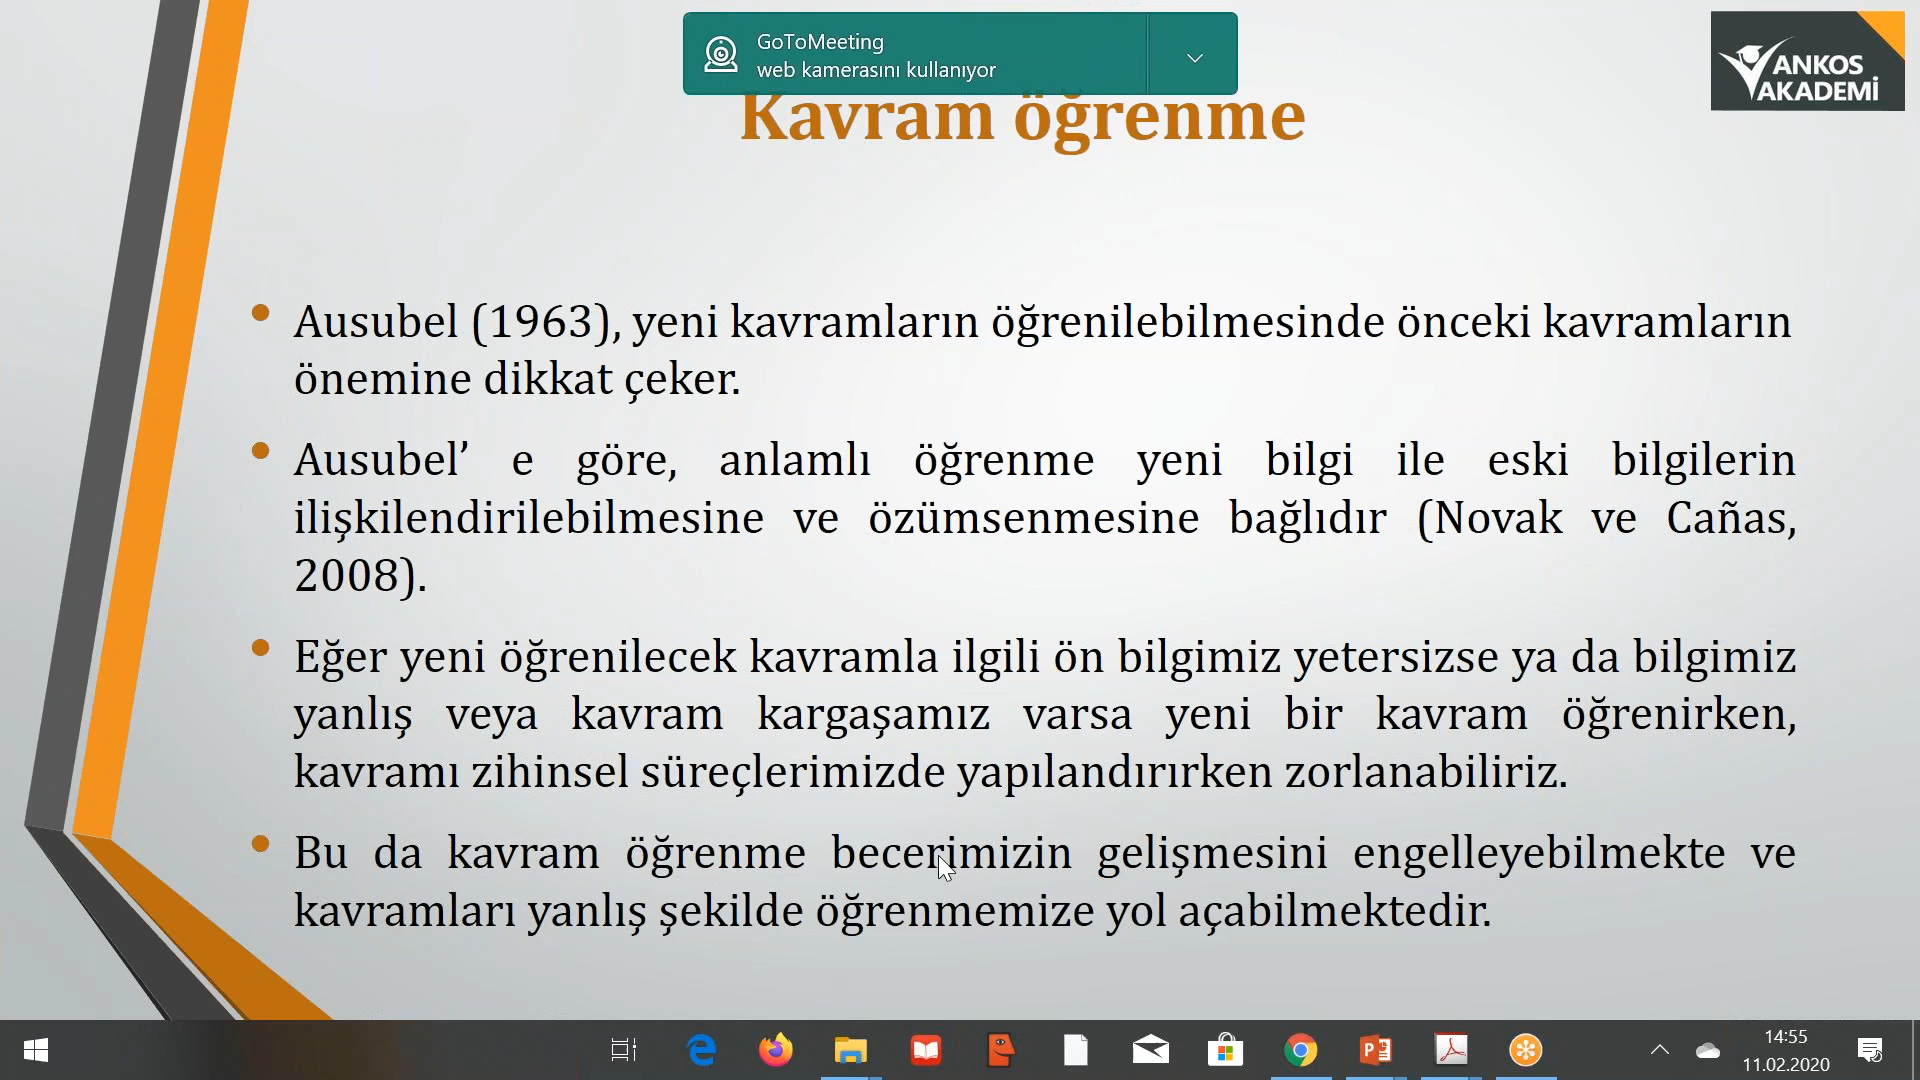 GoToMeeting
web kamerasını kullanıyor
ANKOS
AKADEMİ
Kavram öğrenme
• Ausubel (1963), yeni kavramların öğrenilebilmesinde önceki kavramların
önemine dikkat çeker.
• Ausubel’ e göre, anlamlı öğrenme yeni bilgi ile eski bilgilerin
ilişkilendirilebilmesine ve özümsenmesine bağlıdır (Novak ve Cañas,
2008).
• Eğer yeni öğrenilecek kavramla ilgili ön bilgimiz yetersizse ya da bilgimiz
yanlış veya kavram kargaşamız varsa yeni bir kavram öğrenirken,
kavramı zihinsel süreçlerimizde yapılandırırken zorlanabiliriz.
• Bu da kavram öğrenme becerimizin gelişmesini engelleyebilmekte ve
kavramları yanlış şekilde öğrenmemize yol açabilmektedir.
14:55
11.02.2020